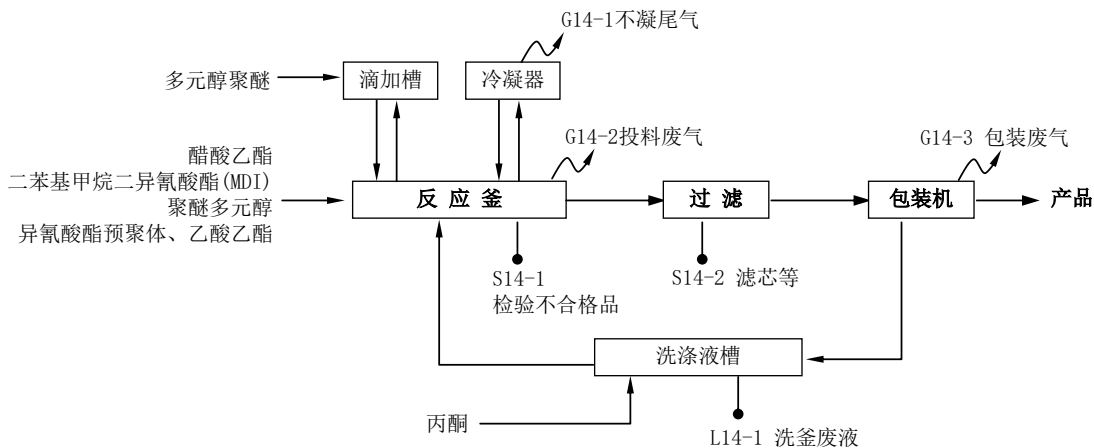 G14-1不凝尾气
多元醇聚醚
滴加槽
冷凝器
G14-2投料废气
G14-3 包装废气
醋酸乙酯
二苯基甲烷二异氰酸酯(MDI)
聚醚多元醇
异氰酸酯预聚体、乙酸乙酯
反 应 釜
过 滤
包装机
产品
S14-1
检验不合格品
S14-2 滤芯等
洗涤液槽
丙酮
L14-1 洗釜废液